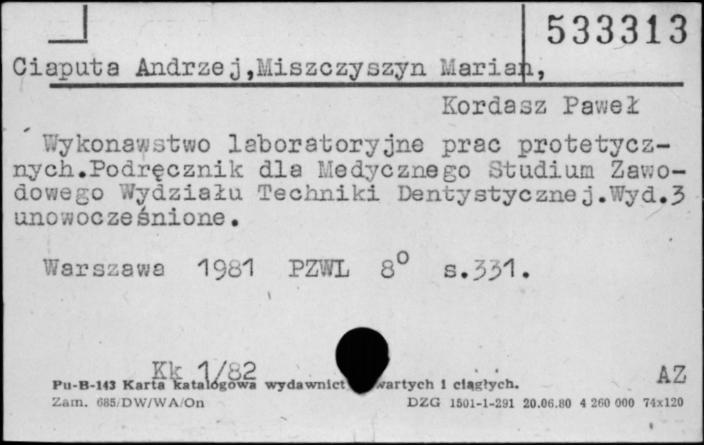 533313
Ciaputa Andrzej,Miszczyszyn Marian,
Kordasz Paweł
Wykonawstwo laboratoryjne prac protetycz-
nych.Podręcznik dla Medycznego Studium Zawo-
dowego Wydziału Techniki Dentystycznej.Wyd.3
unowocześnione.
Warszawa 1981 PZWL 8° s.331.
Kk 1/82
AZ
Pu-B-143 Karta katalogowa wydawnict wartych i ciągłych.
Zam. 685/DW/WA/On DZG 1501-1-291 20.06.80 4 260 000 74x120